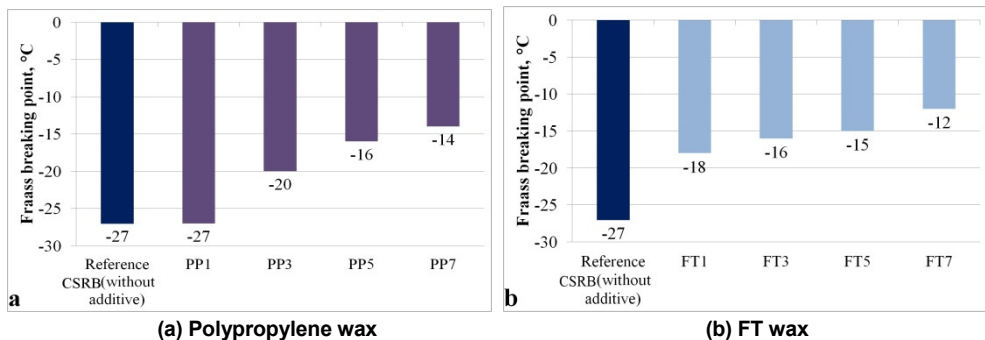 Fraass breaking point, °C
0
-5
-10
-15
-20
-25
-30
-27
-27
-20
-16
-14
Reference
CSRB(without
additive)
PP1
PP3
PP5
PP7
a
(a) Polypropylene wax
Fraass breaking point, °C
0
-5
-10
-15
-20
-25
-30
-27
-18
-16
-15
-12
Reference
CSRB(without
additive)
FT1
FT3
FT5
FT7
b
(b) FT wax